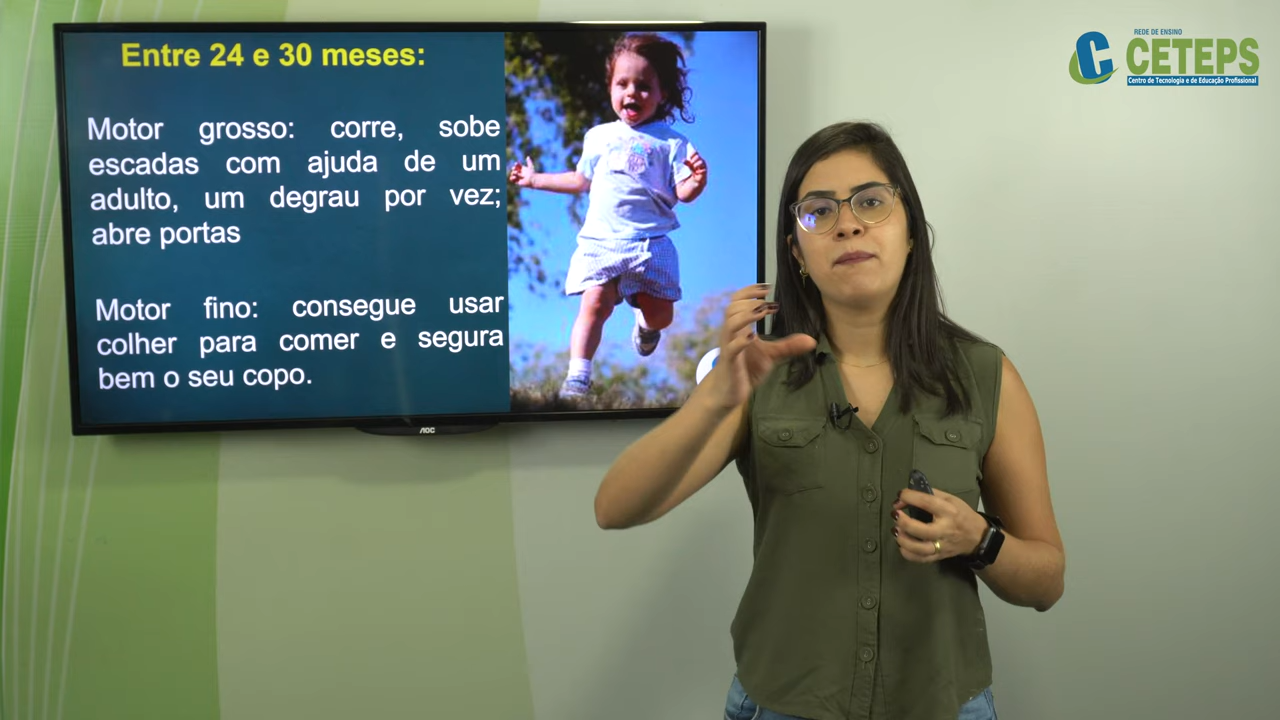 Entre 24 e 30 meses:
Motor grosso: corre, sobe
escadas com ajuda de um
adulto, um degrau por vez;
abre portas
Motor fino: consegue usar
colher para comer e segura
bem o seu copo.
AOC
REDE DE ENSINO
C CETEPS
Centro de Tecnologia e de Educação Profissional